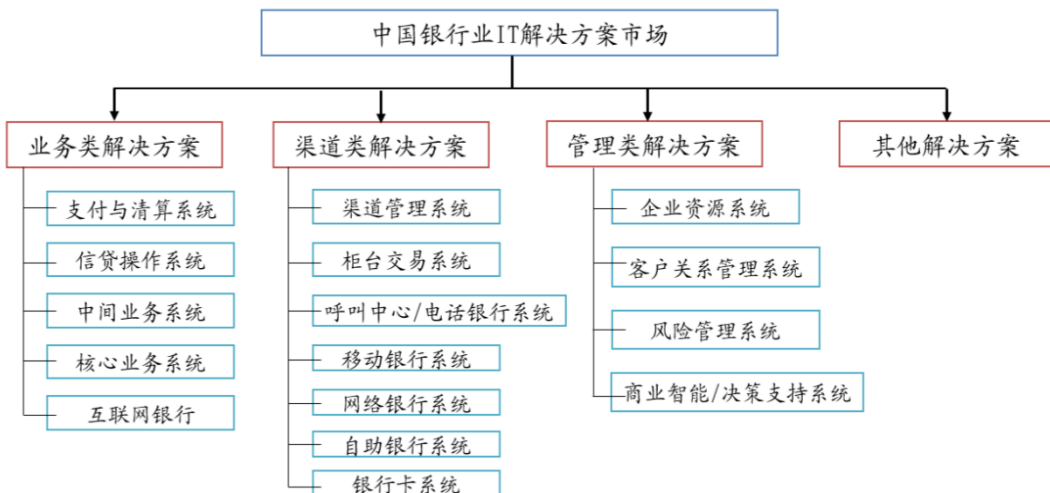 中国银行业IT解决方案市场
业务类解决方案
支付与清算系统
信贷操作系统
中间业务系统
核心业务系统
互联网银行
渠道类解决方案
渠道管理系统
柜台交易系统
呼叫中心/电话银行系统
移动银行系统
网络银行系统
自助银行系统
银行卡系统
管理类解决方案
企业资源系统
客户关系管理系统
风险管理系统
商业智能/决策支持系统
其他解决方案